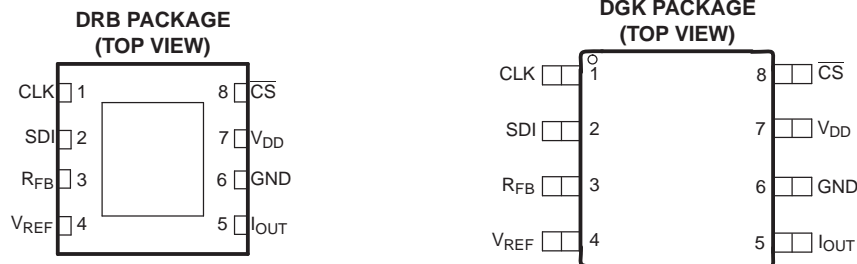 DRB PACKAGE
(TOP VIEW)
CLK 1 8 C̅S̅
SDI 2 7 VDD
RFB 3 6 GND
VREF 4 5 IOUT
DGK PACKAGE
(TOP VIEW)
CLK 1 8 C̅S̅
SDI 2 7 VDD
RFB 3 6 GND
VREF 4 5 IOUT